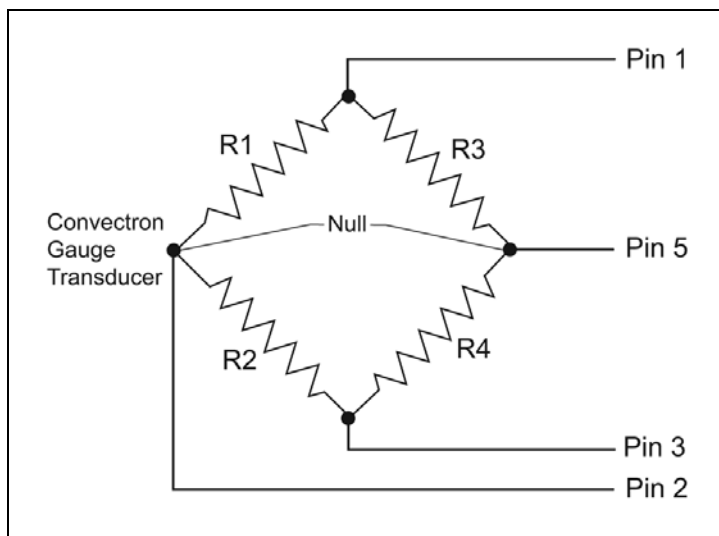 Pin 1
R1
R3
Convectron
Gauge
Transducer
Null
Pin 5
R2
R4
Pin 3
Pin 2